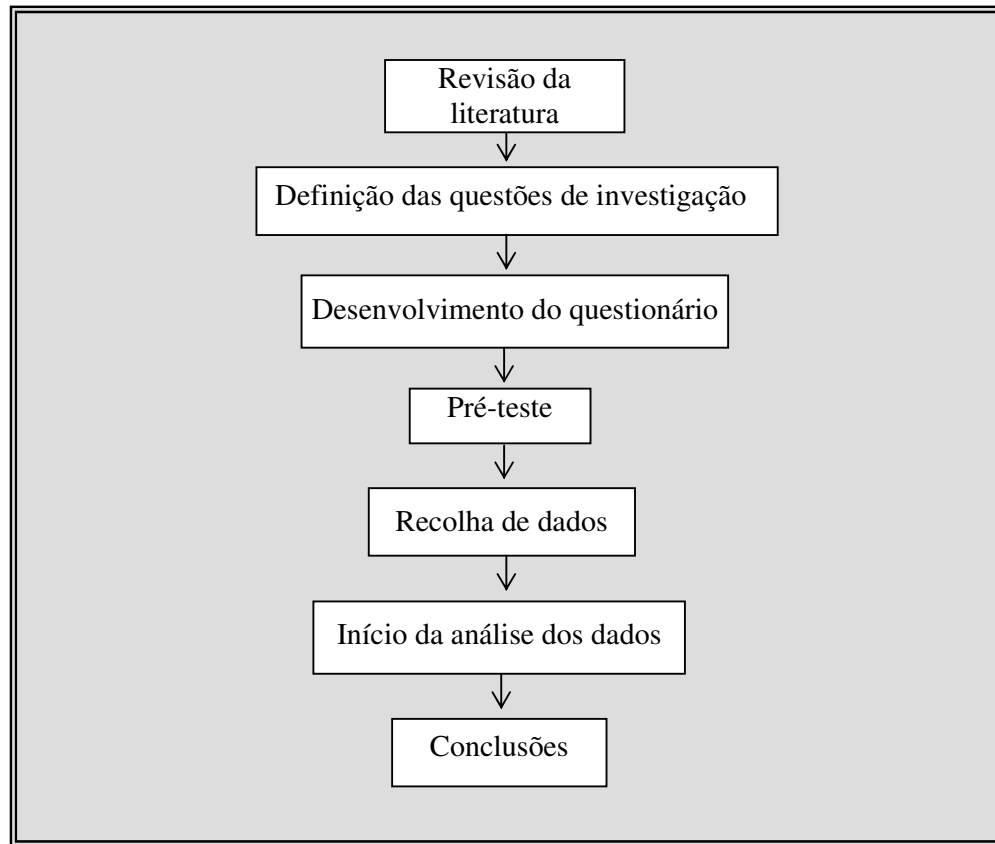 Revisão da
literatura
Definição das questões de investigação
Desenvolvimento do questionário
Pré-teste
Recolha de dados
Início da análise dos dados
Conclusões